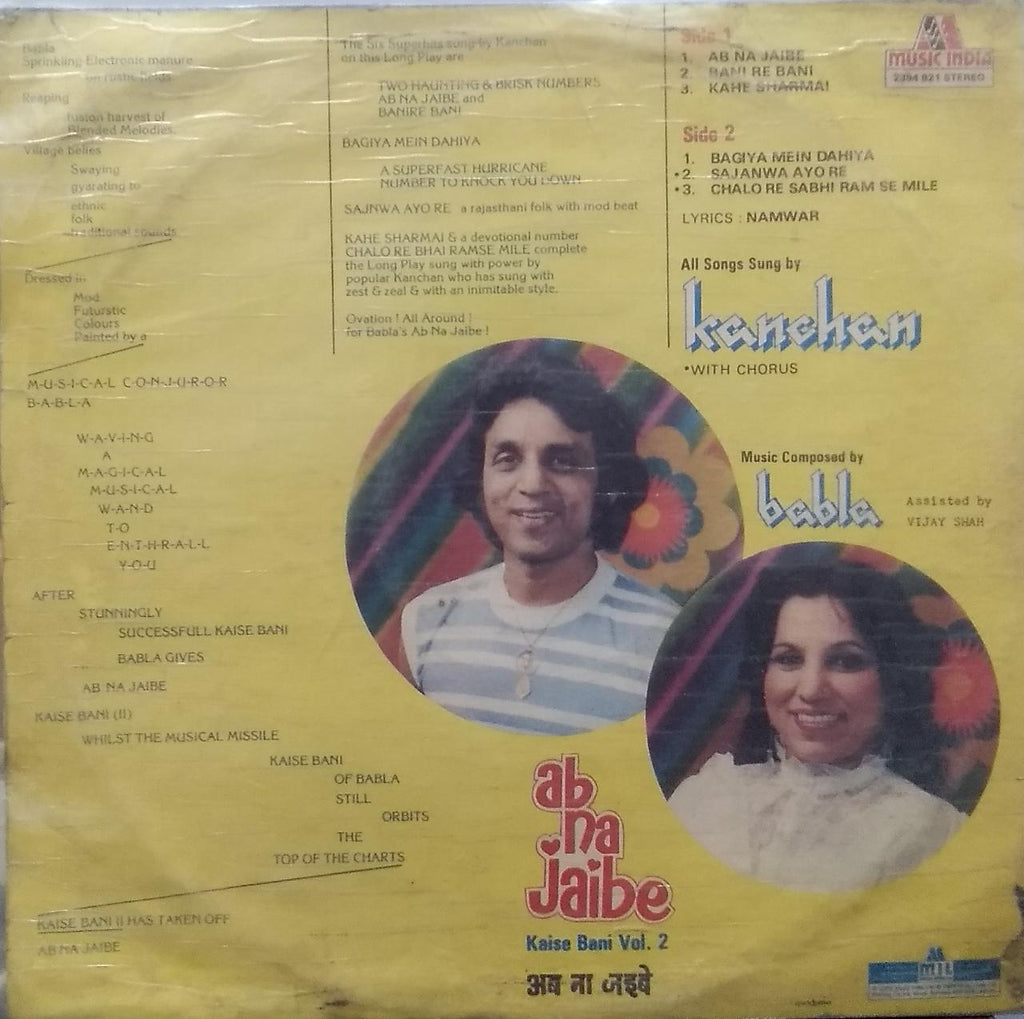 Babla
Sprinkling Electronic manure
on rustic fields
Reaping
fusion harvest of
Blended Melodies.
Village belles
Swaying
gyarating to
ethnic
folk
traditional sounds
Dressed in
Mod
Futurstic
Colours
Painted by a
M-U-S-I-C-A-L C-O-N-J-U-R-O-R
B-A-B-L-A
W-A-V-I-N-G
A
M-A-G-I-C-A-L
M-U-S-I-C-A-L
W-A-N-D
T-O
E-N-T-H-R-A-L-L
Y-O-U
AFTER
STUNNINGLY
SUCCESSFULL KAISE BANI
BABLA GIVES
AB NA JAIBE
KAISE BANI (II)
WHILST THE MUSICAL MISSILE
KAISE BANI
OF BABLA
STILL
ORBITS
THE
TOP OF THE CHARTS
KAISE BANI II HAS TAKEN OFF
AB NA JAIBE
The Six Superhits sung by Kanchan
on this Long Play are
TWO HAUNTING & BRISK NUMBERS
AB NA JAIBE and
BANIRE BANI
BAGIYA MEIN DAHIYA
A SUPERFAST HURRICANE
NUMBER TO KNOCK YOU DOWN
SAJNWA AYO RE a rajasthani folk with mod beat
KAHE SHARMAI & a devotional number
CHALO RE BHAI RAMSE MILE complete
the Long Play sung with power by
popular Kanchan who has sung with
zest & zeal & with an inimitable style.
Ovation ! All Around !
for Babla's Ab Na Jaibe !
Side 1
1. AB NA JAIBE
2. BANI RE BANI
3. KAHE SHARMAI
Side 2
1. BAGIYA MEIN DAHIYA
•2. SAJANWA AYO RE
•3. CHALO RE SABHI RAM SE MILE
LYRICS : NAMWAR
All Songs Sung by
kanchan
•WITH CHORUS
Music Composed by
babla
Assisted by
VIJAY SHAH
MUSIC INDIA
2394 821 STEREO
ab
na
jaibe
Kaise Bani Vol. 2
अब ना जइबे
MIL